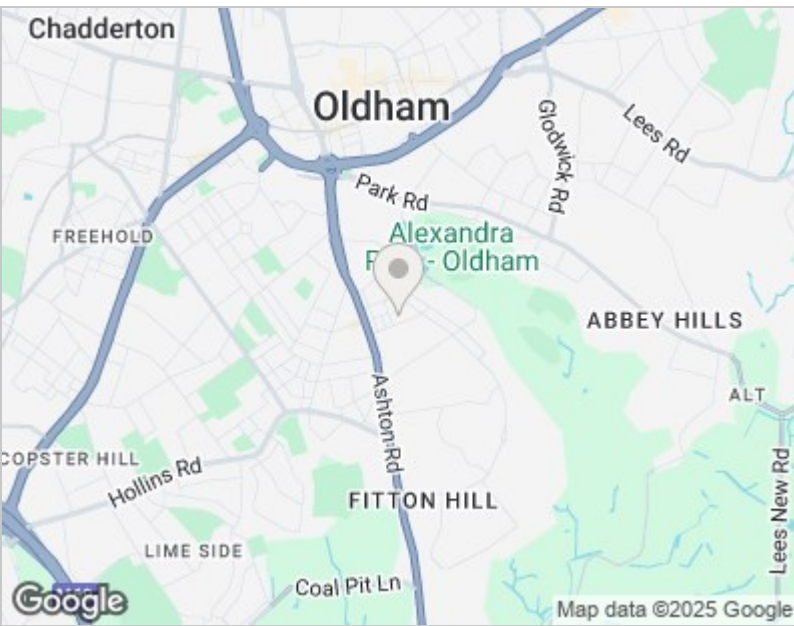 Chadderton
Oldham
Glodwick Rd
Lees Rd
Park Rd
FREEHOLD
Alexandra
- Oldham
ABBEY HILLS
ALT
Ashton Rd
COPSTER HILL
Hollins Rd
FITTON HILL
Lees New Rd
LIME SIDE
Coal Pit Ln
Google
Map data ©2025 Google